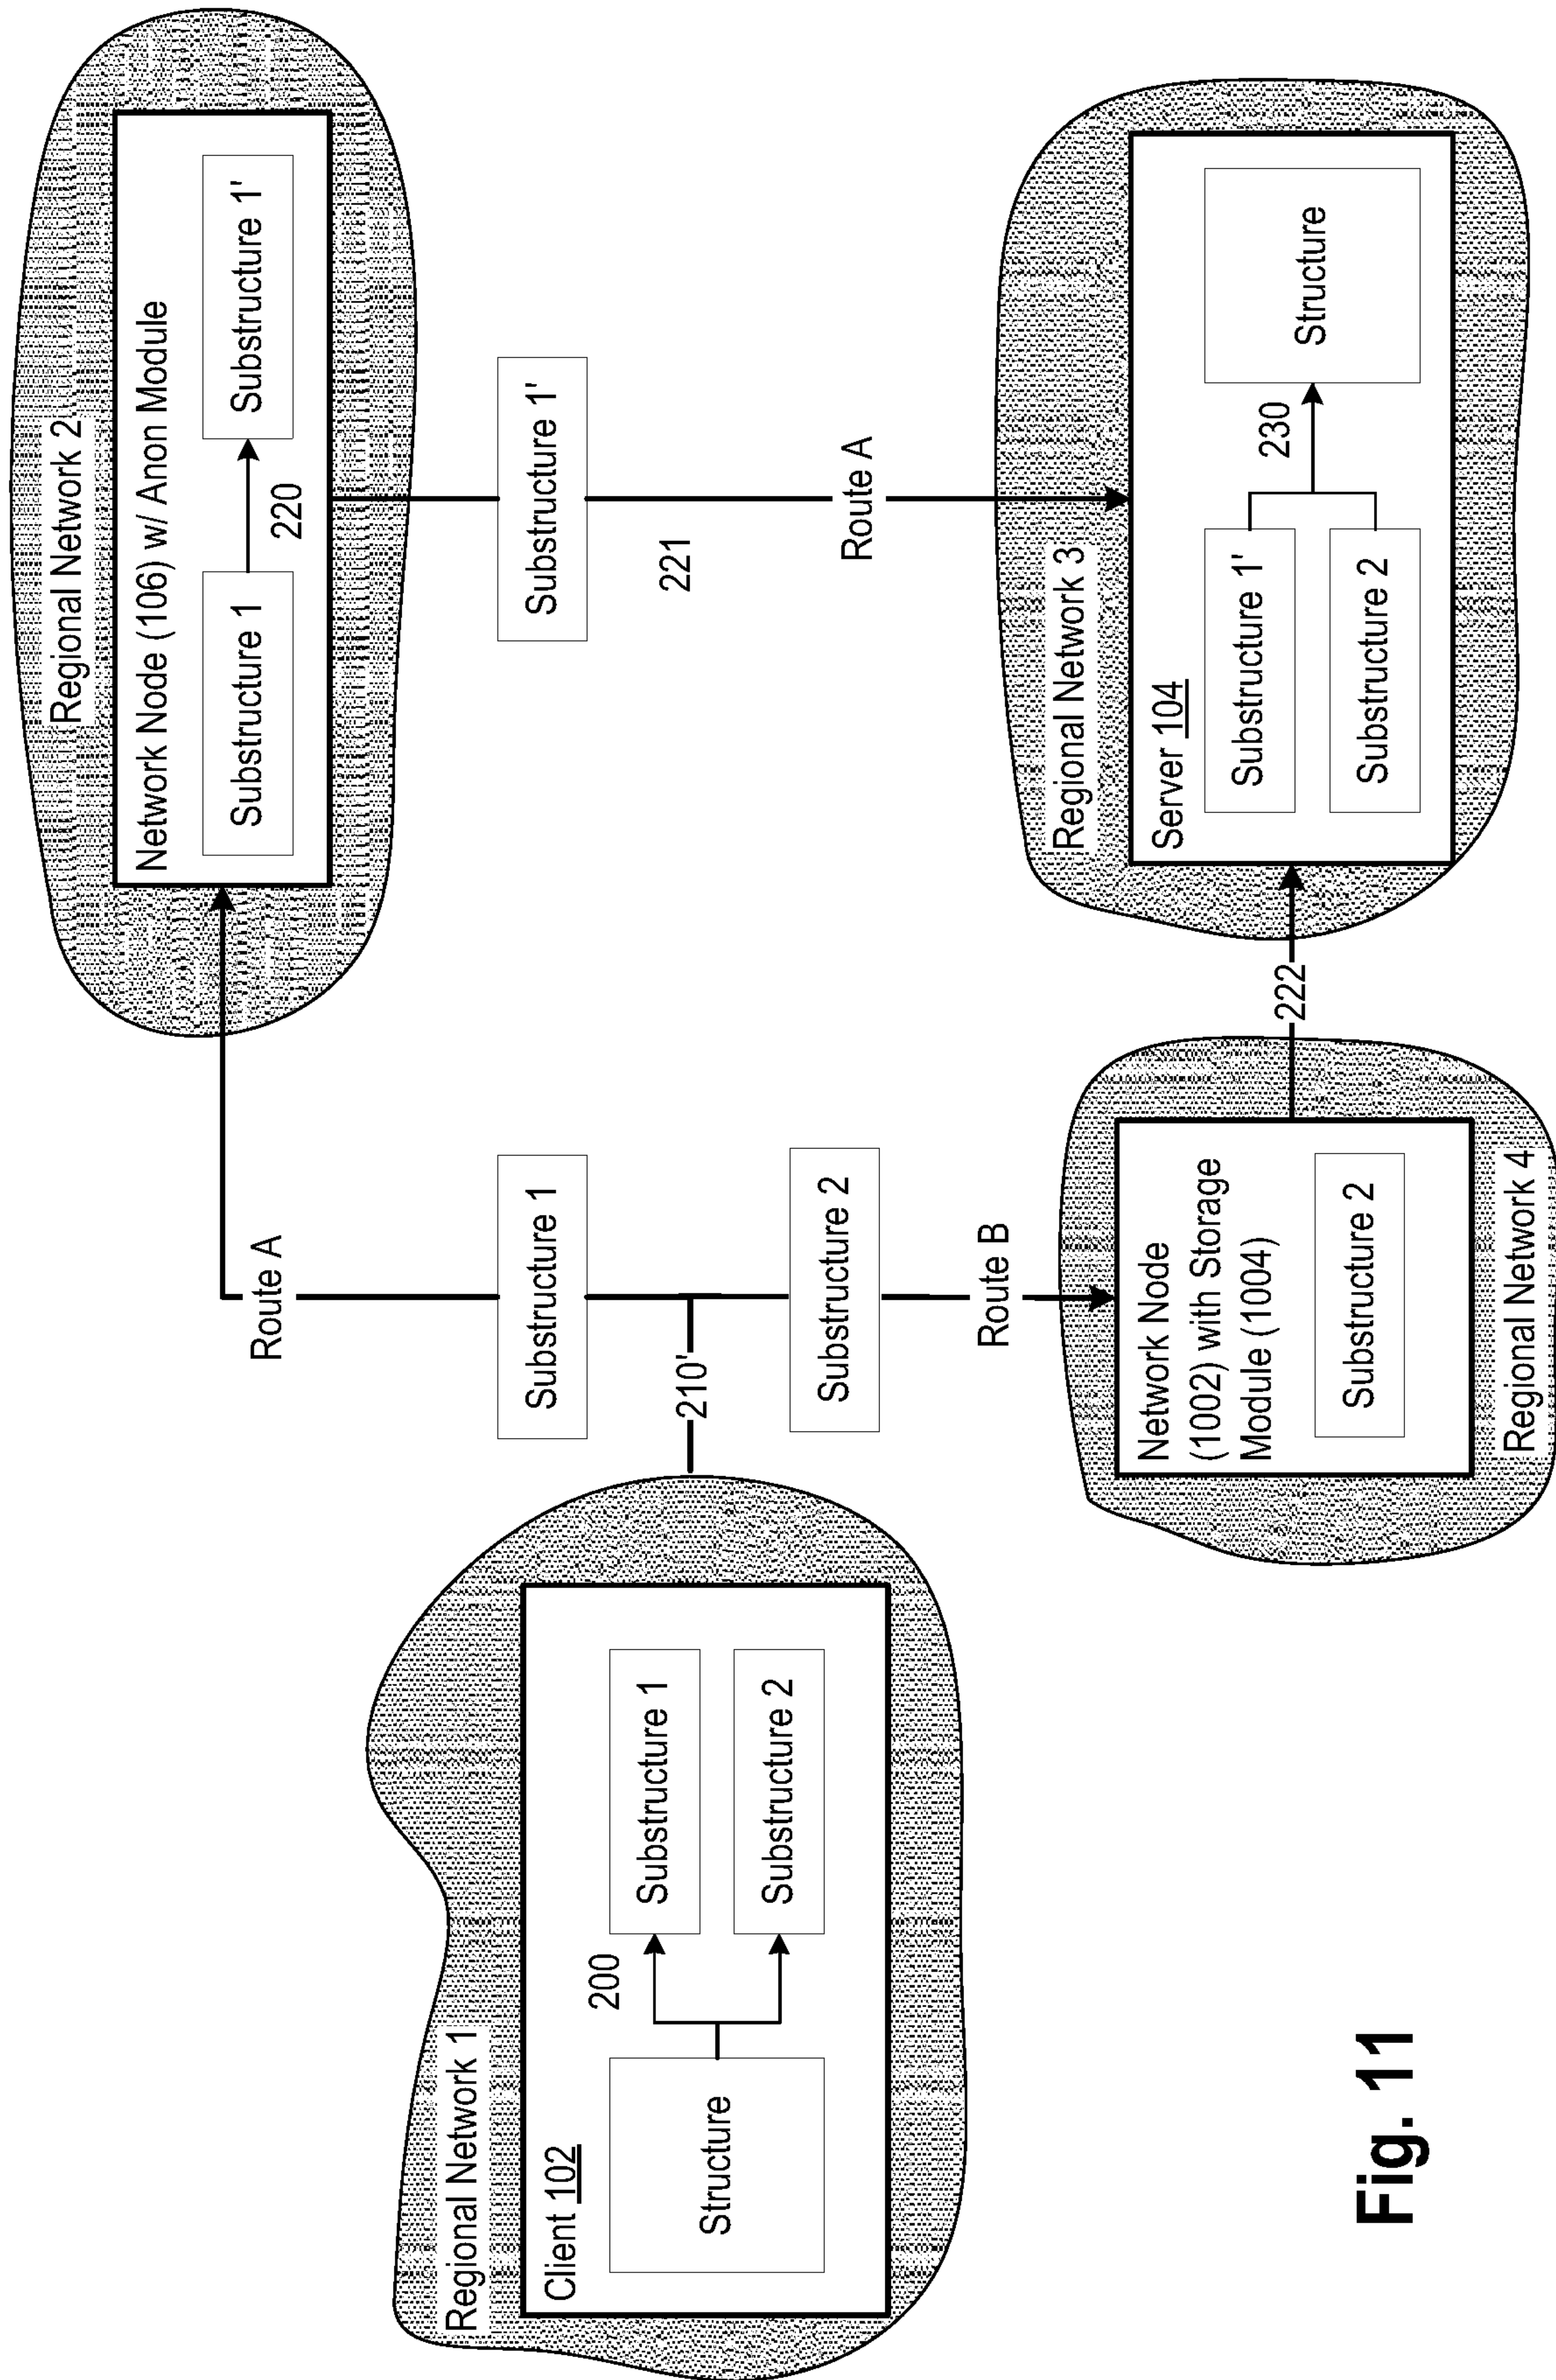 Regional Network 1
Client 102
Structure
200
Substructure 1
Substructure 2
210'
Substructure 1
Route A
Substructure 2
Route B
Regional Network 2
Network Node (106) w/ Anon Module
Substructure 1
220
Substructure 1'
Substructure 1'
221
Route A
Network Node
(1002) with Storage
Module (1004)
Substructure 2
Regional Network 4
222
Regional Network 3
Server 104
Substructure 1'
Substructure 2
230
Structure
Fig. 11